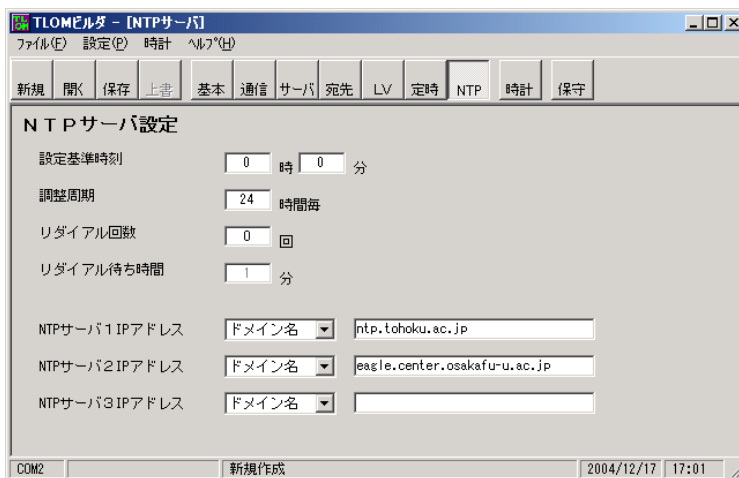 TLOMビルダ - [NTPサーバ]
ファイル(F) 設定(P) 時計 ヘルプ(H)
新規 開く 保存 上書 基本 通信 サーバ 宛先 LV 定時 NTP 時計 保守
NTPサーバ設定
設定基準時刻 0 時 0 分
調整周期 24 時間毎
リダイアル回数 0 回
リダイアル待ち時間 1 分
NTPサーバ1IPアドレス ドメイン名 ntp.tohoku.ac.jp
NTPサーバ2IPアドレス ドメイン名 eagle.center.osakafu-u.ac.jp
NTPサーバ3IPアドレス ドメイン名
COM2 新規作成 2004/12/17 17:01